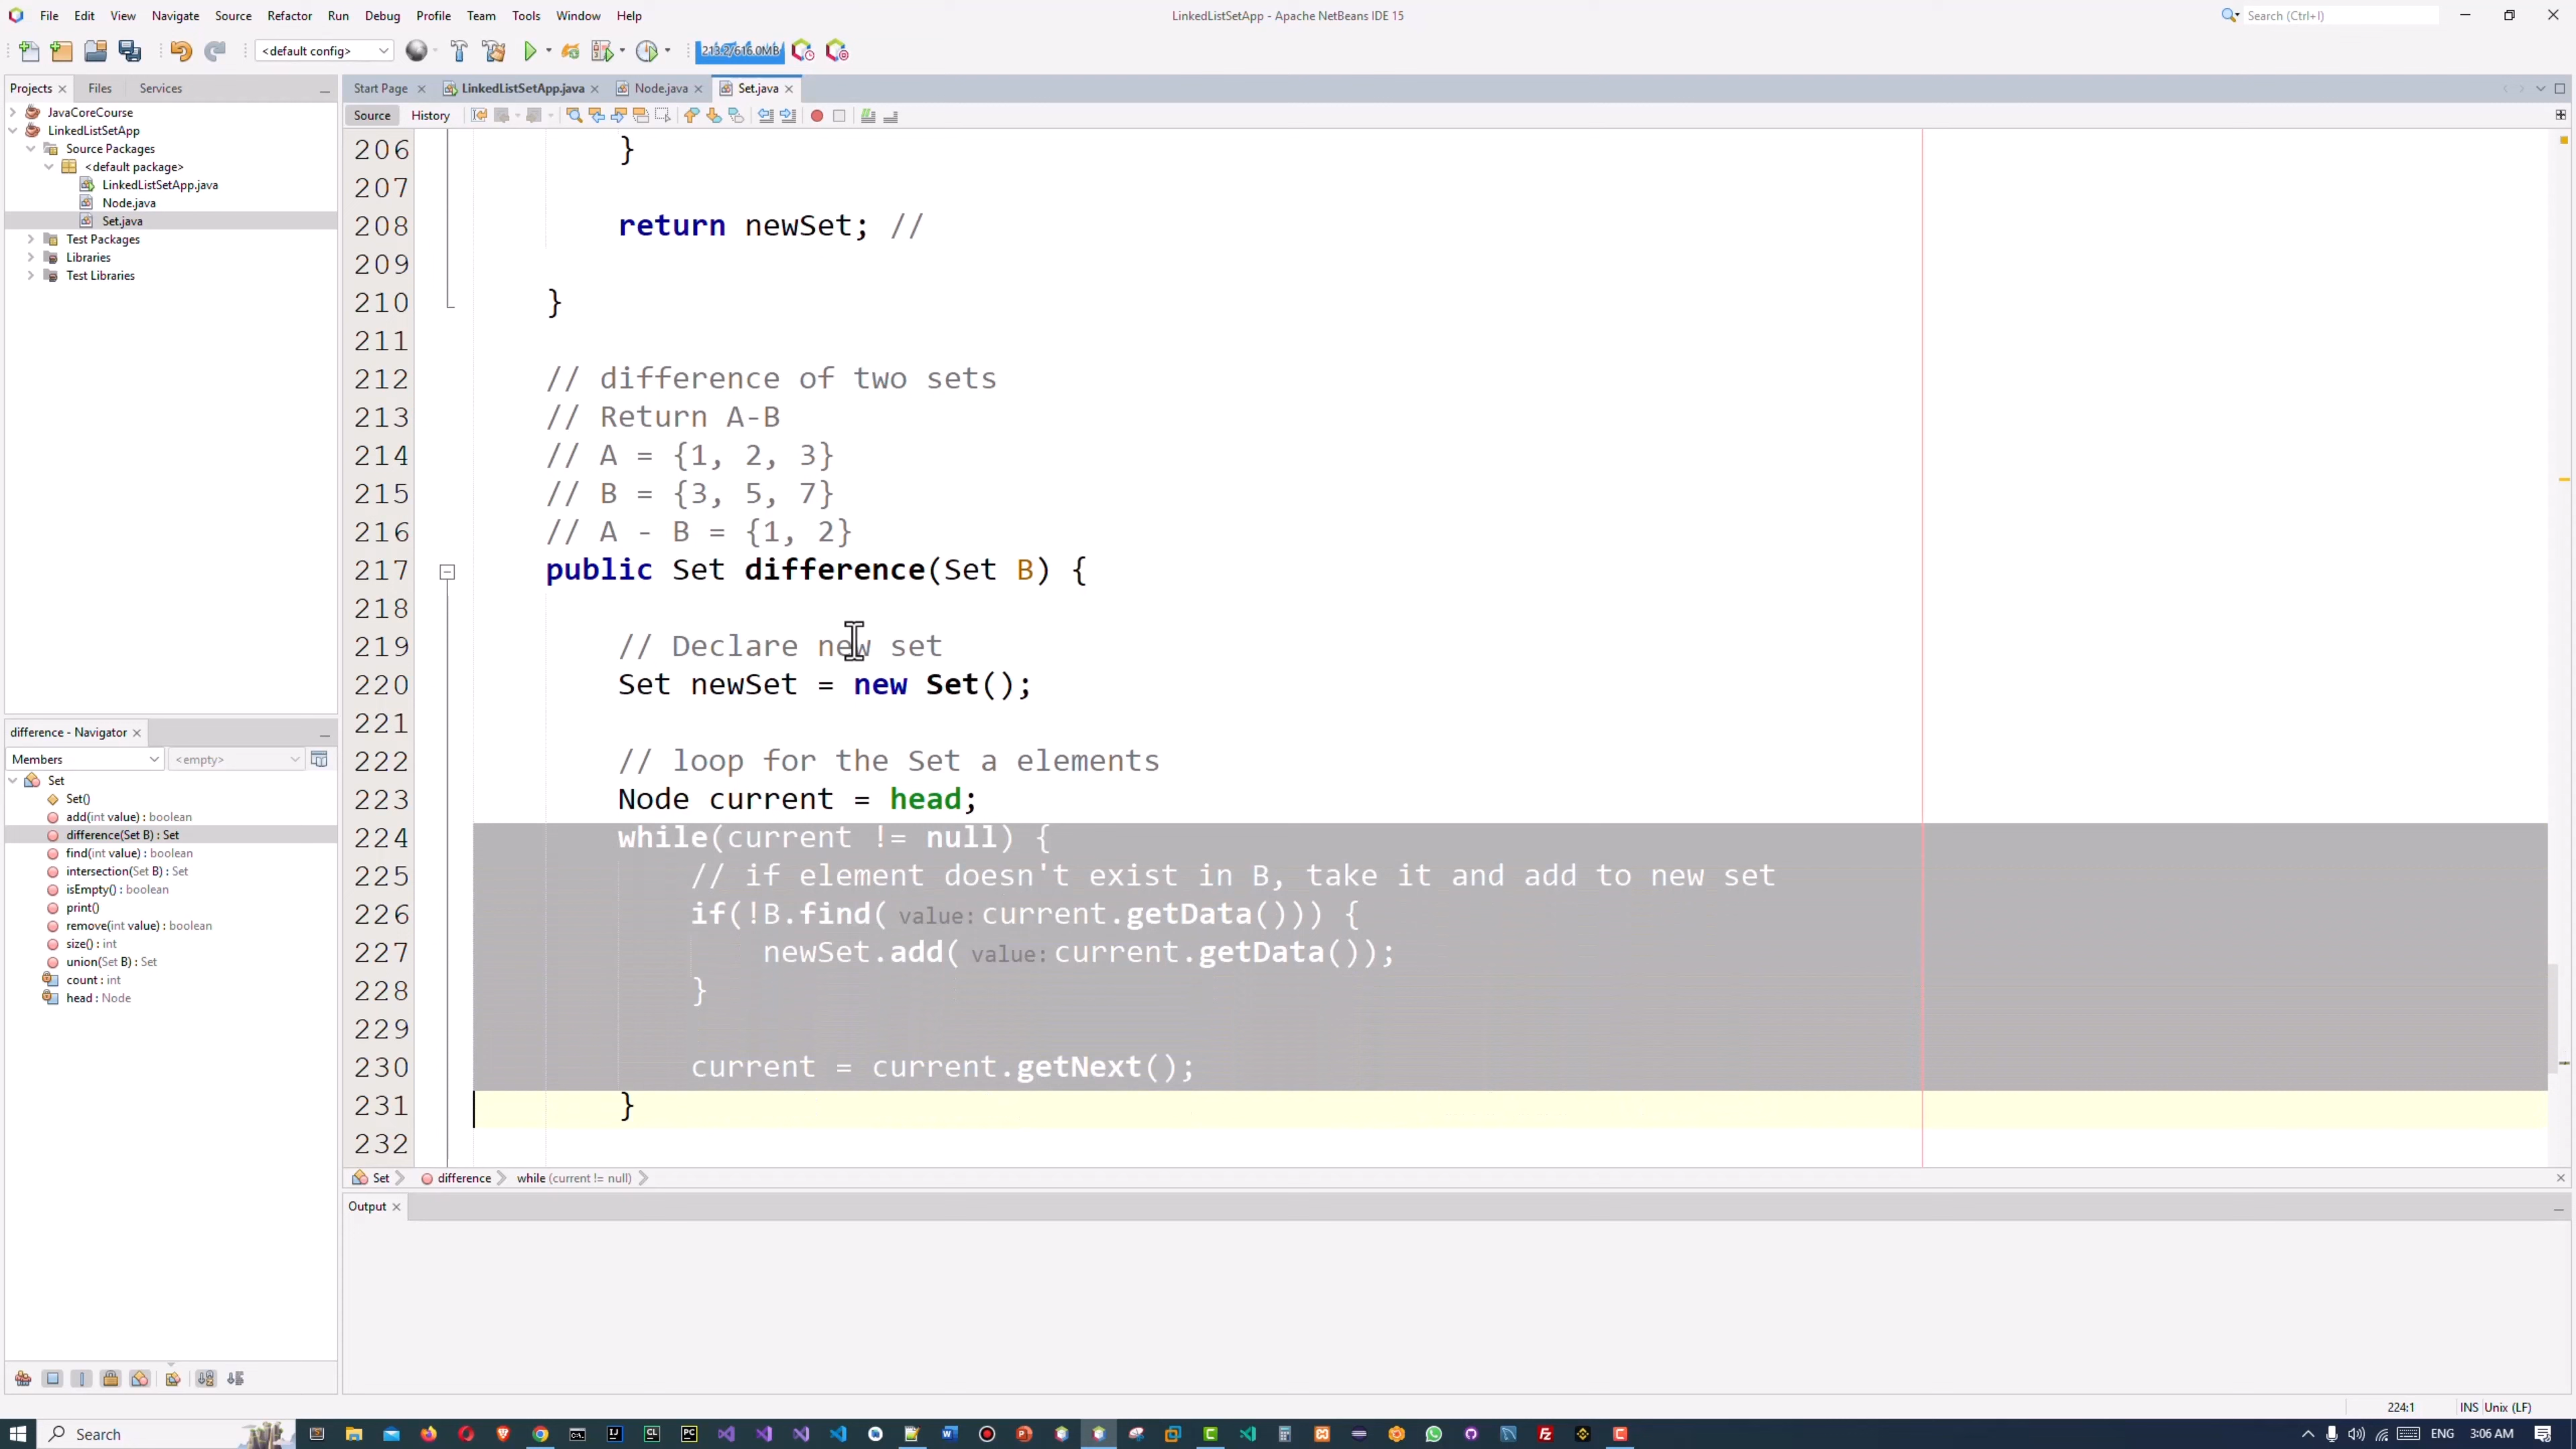 File Edit View Navigate Source Refactor Run Debug Profile Team Tools Window Help
LinkedListSetApp - Apache NetBeans IDE 15
Search (Ctrl+I)
<default config>
213.2/616.0MB
Projects Files Services
JavaCoreCourse
LinkedListSetApp
Source Packages
<default package>
LinkedListSetApp.java
Node.java
Set.java
Test Packages
Libraries
Test Libraries
Start Page LinkedListSetApp.java Node.java Set.java
Source History
206 }
207
208 return newSet; //
209
210 }
211
212 // difference of two sets
213 // Return A-B
214 // A = {1, 2, 3}
215 // B = {3, 5, 7}
216 // A - B = {1, 2}
217 public Set difference(Set B) {
218
219 // Declare new set
220 Set newSet = new Set();
221
222 // loop for the Set a elements
223 Node current = head;
224 while(current != null) {
225 // if element doesn't exist in B, take it and add to new set
226 if(!B.find( value: current.getData())) {
227 newSet.add( value: current.getData());
228 }
229
230 current = current.getNext();
231 }
232
Set difference while (current != null)
difference - Navigator
Members <empty>
Set
Set()
add(int value) : boolean
difference(Set B) : Set
find(int value) : boolean
intersection(Set B) : Set
isEmpty() : boolean
print()
remove(int value) : boolean
size() : int
union(Set B) : Set
count : int
head : Node
Output
224:1 INS Unix (LF)
Search
ENG 3:06 AM